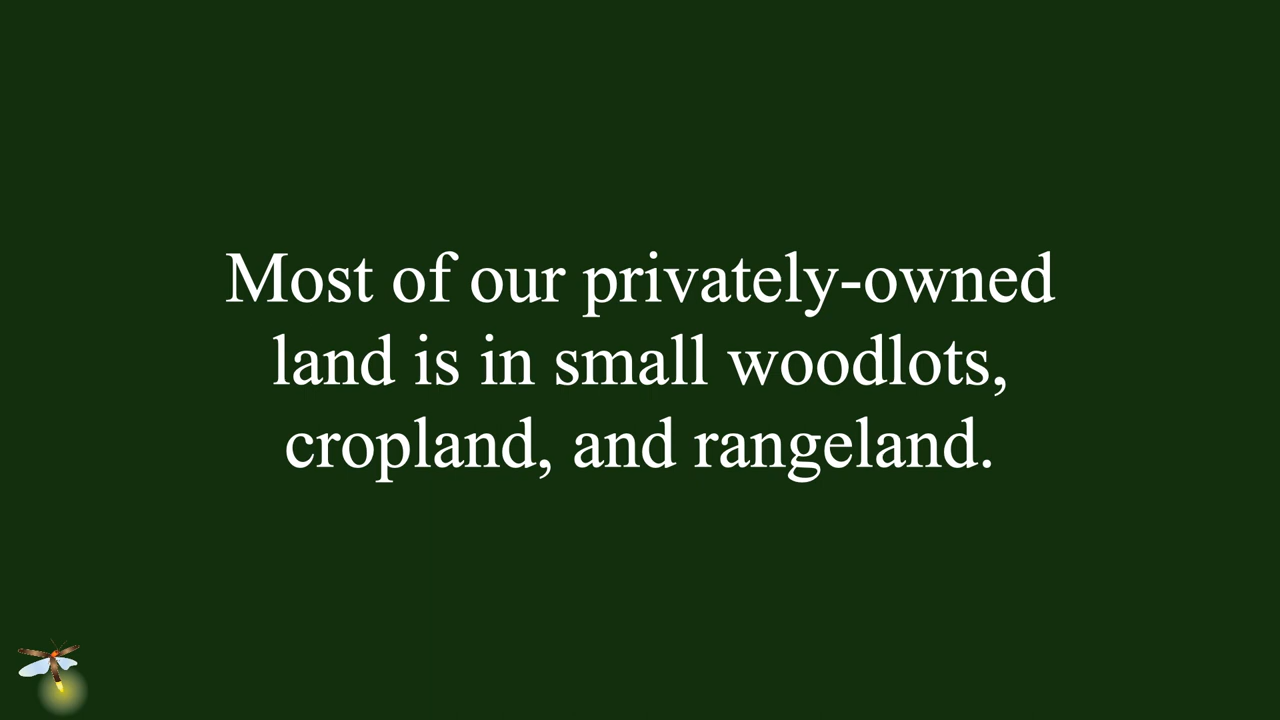 Most of our privately-owned
land is in small woodlots,
cropland, and rangeland.